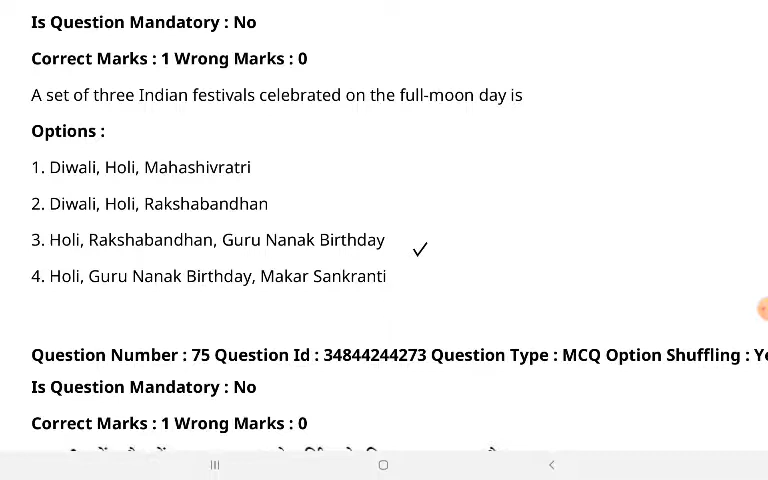 Is Question Mandatory : No
Correct Marks : 1 Wrong Marks : 0
A set of three Indian festivals celebrated on the full-moon day is
Options :
1. Diwali, Holi, Mahashivratri
2. Diwali, Holi, Rakshabandhan
3. Holi, Rakshabandhan, Guru Nanak Birthday ✓
4. Holi, Guru Nanak Birthday, Makar Sankranti
Question Number : 75 Question Id : 34844244273 Question Type : MCQ Option Shuffling :
Is Question Mandatory : No
Correct Marks : 1 Wrong Marks : 0